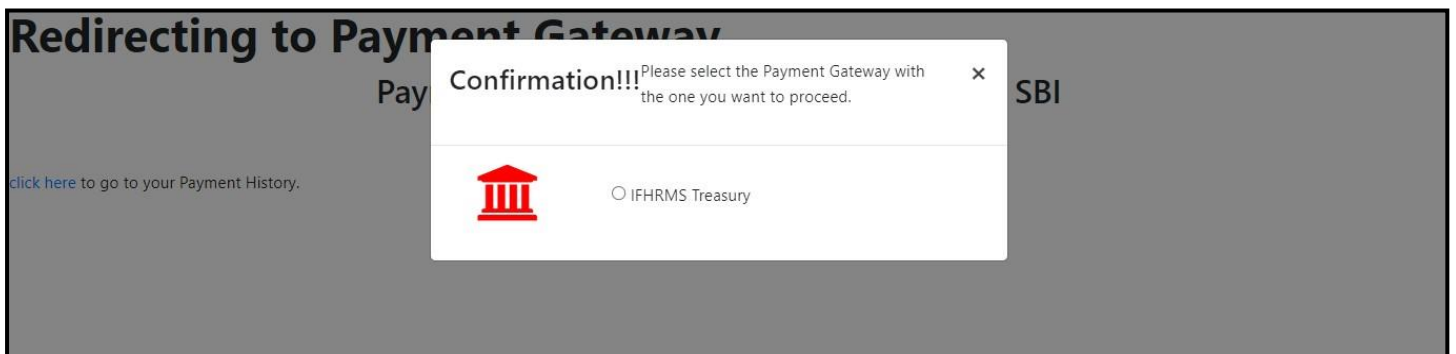 Redirecting to Payment Gateway
Confirmation!!!
Please select the Payment Gateway with
the one you want to proceed.
×
SBI
click here to go to your Payment History.
IFHRMS Treasury